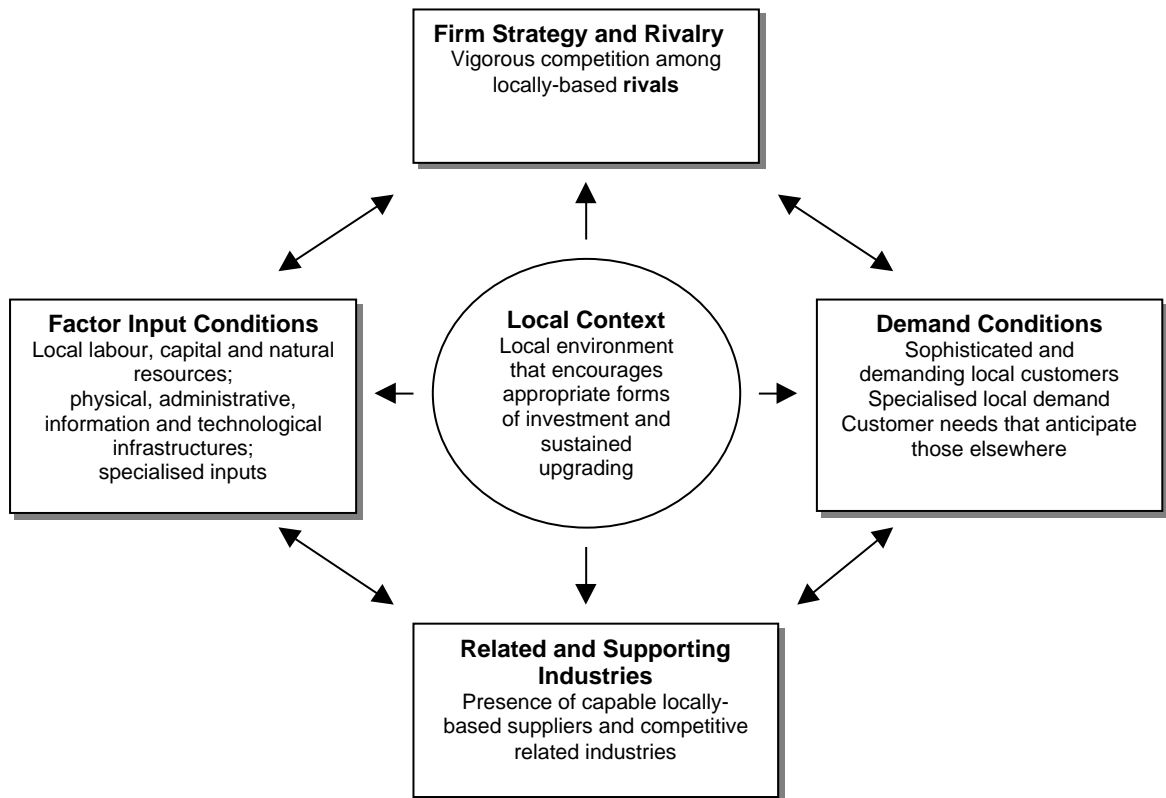 Firm Strategy and Rivalry
Vigorous competition among
locally-based rivals
Factor Input Conditions
Local labour, capital and natural
resources;
physical, administrative,
information and technological
infrastructures;
specialised inputs
Local Context
Local environment
that encourages
appropriate forms
of investment and
sustained
upgrading
Demand Conditions
Sophisticated and
demanding local customers
Specialised local demand
Customer needs that anticipate
those elsewhere
Related and Supporting
Industries
Presence of capable locally-
based suppliers and competitive
related industries